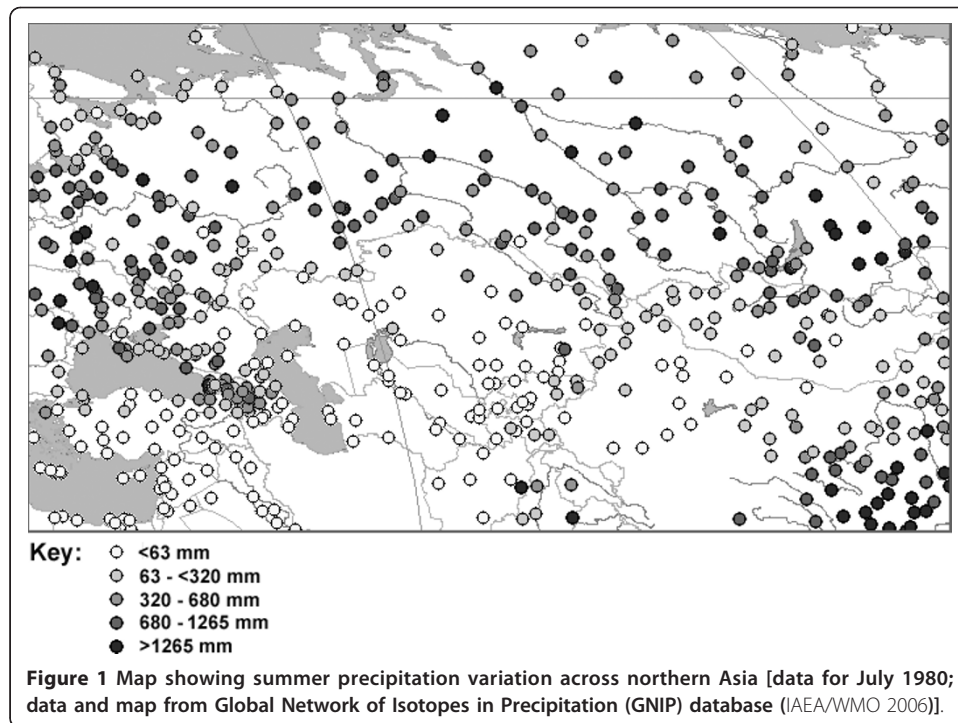 Key:
<63 mm
63 - <320 mm
320 - 680 mm
680 - 1265 mm
>1265 mm
Figure 1 Map showing summer precipitation variation across northern Asia [data for July 1980;
data and map from Global Network of Isotopes in Precipitation (GNIP) database (IAEA/WMO 2006)].